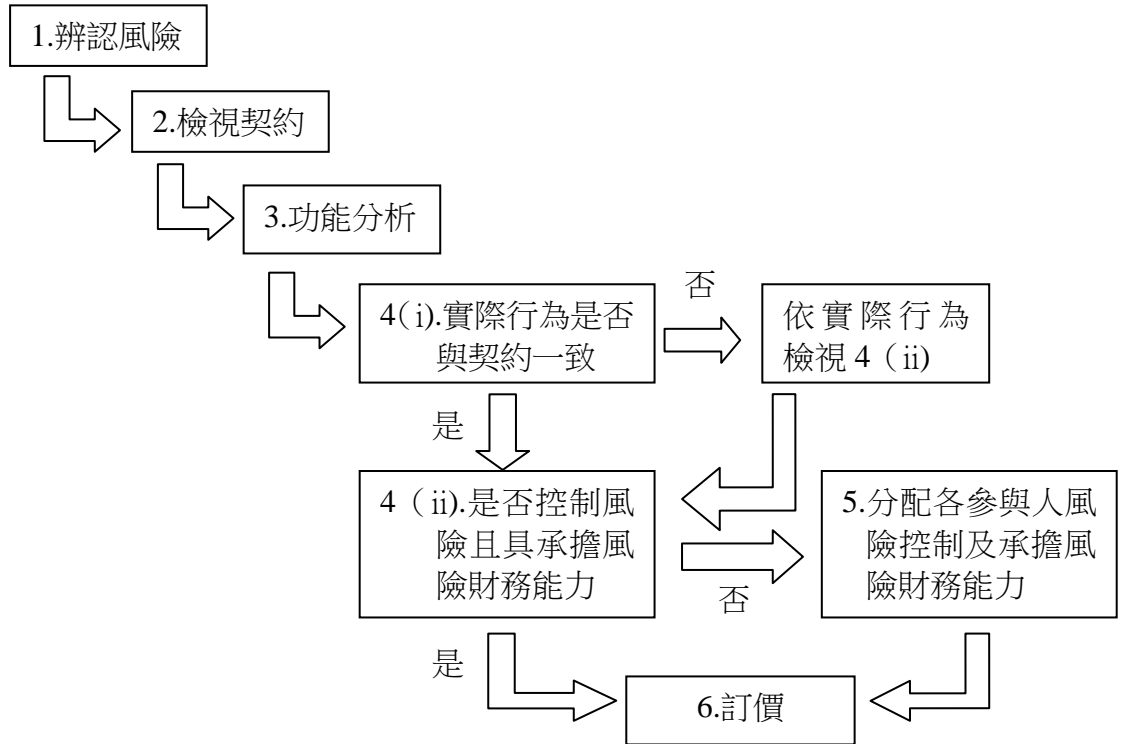 1.辨認風險
2.檢視契約
3.功能分析
4(i).實際行為是否
與契約一致
否
依實際行為
檢視 4（ii)
是
4（ii).是否控制風
險且具承擔風
險財務能力
否
5.分配各參與人風
險控制及承擔風
險財務能力
是
6.訂價